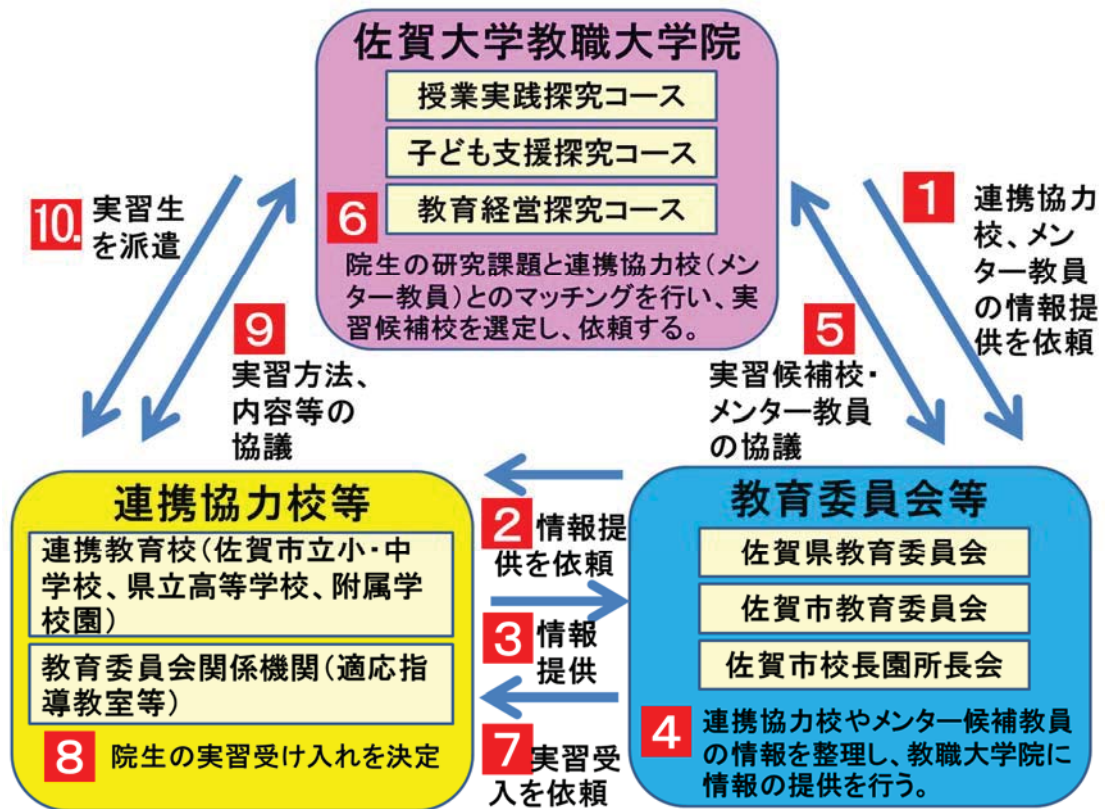 佐賀大学教職大学院
授業実践探究コース
子ども支援探究コース
教育経営探究コース
6
院生の研究課題と連携協力校(メン
ター教員)とのマッチングを行い、実
習候補校を選定し、依頼する。
10.
実習生
を派遣
9
実習方法、
内容等の
協議
1
連携協力
校、メン
ター教員
の情報提
供を依頼
5
実習候補校・
メンター教員
の協議
連携協力校等
連携教育校(佐賀市立小・中
学校、県立高等学校、附属学
校園)
教育委員会関係機関(適応指
導教室等)
8
院生の実習受け入れを決定
2
情報提
供を依頼
3
情報
提供
7
実習受
入を依頼
教育委員会等
佐賀県教育委員会
佐賀市教育委員会
佐賀市校長園所長会
4
連携協力校やメンター候補教員
の情報を整理し、教職大学院に
情報の提供を行う。